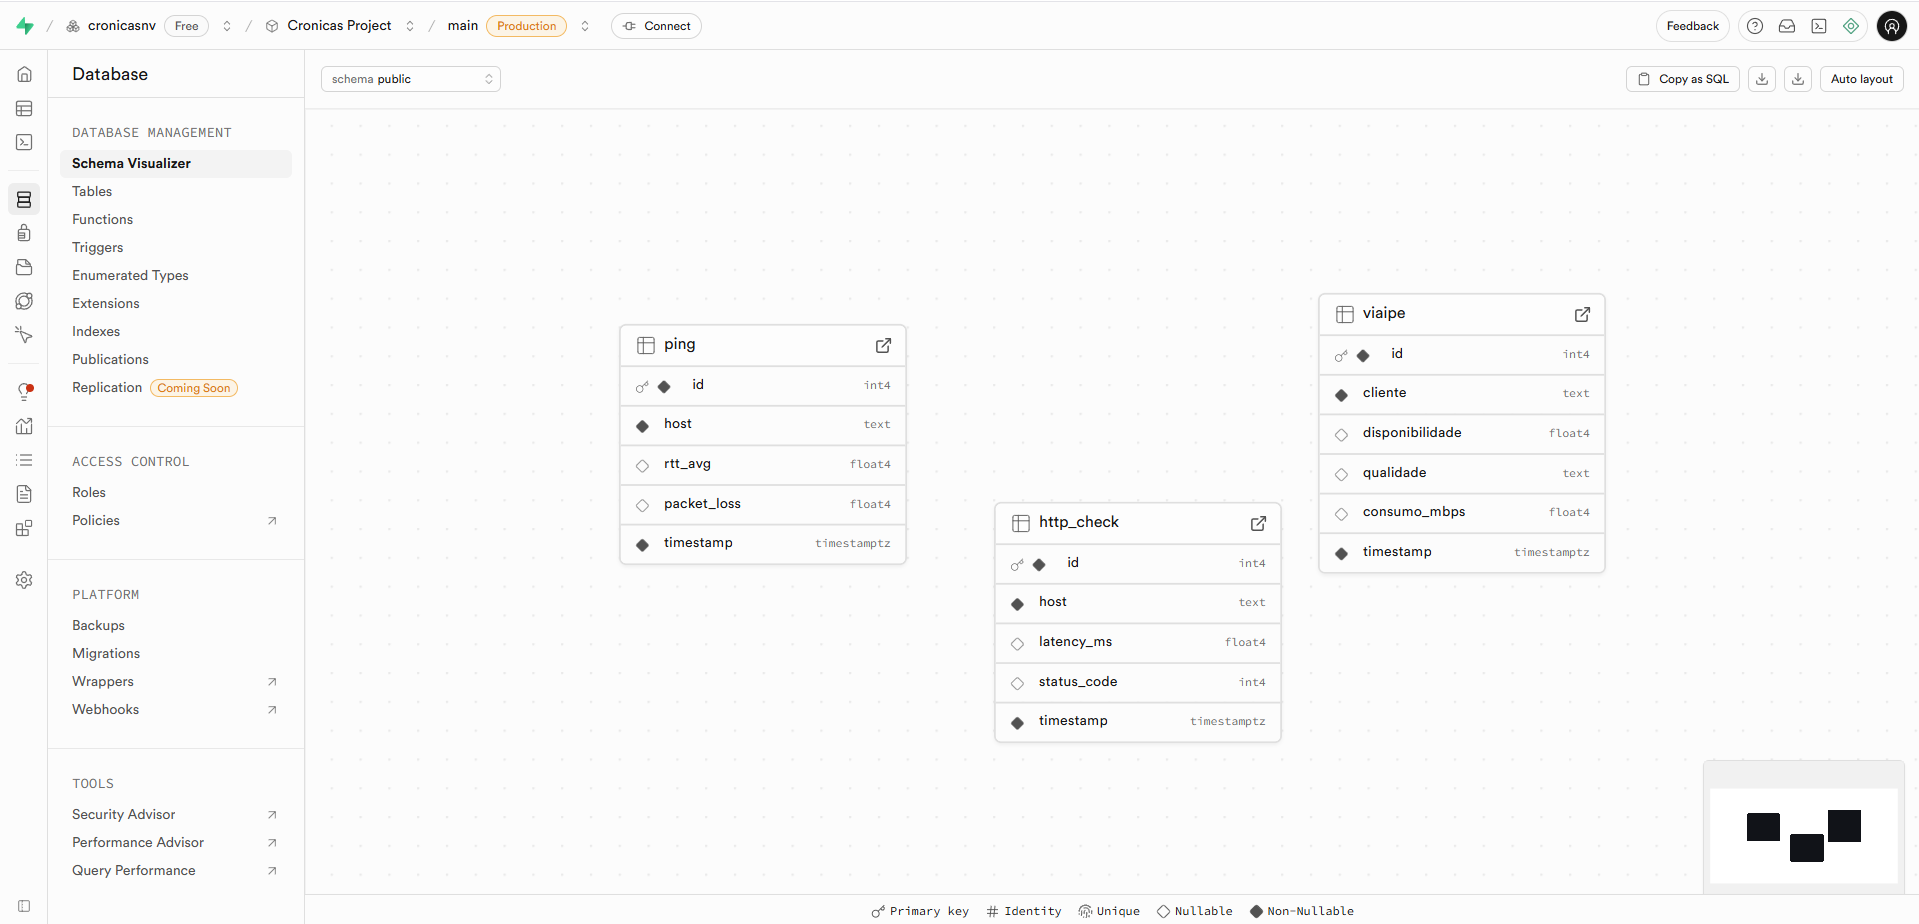 cronicasnv Free Cronicas Project main Production Connect Feedback
Database
schema public Copy as SQL Auto layout
DATABASE MANAGEMENT
Schema Visualizer
Tables
Functions
Triggers
Enumerated Types
Extensions
Indexes
Publications
Replication Coming Soon
ACCESS CONTROL
Roles
Policies
PLATFORM
Backups
Migrations
Wrappers
Webhooks
TOOLS
Security Advisor
Performance Advisor
Query Performance
ping
id int4
host text
rtt_avg float4
packet_loss float4
timestamp timestamptz
http_check
id int4
host text
latency_ms float4
status_code int4
timestamp timestamptz
viaipe
id int4
cliente text
disponibilidade float4
qualidade text
consumo_mbps float4
timestamp timestamptz
Primary key Identity Unique Nullable Non-Nullable